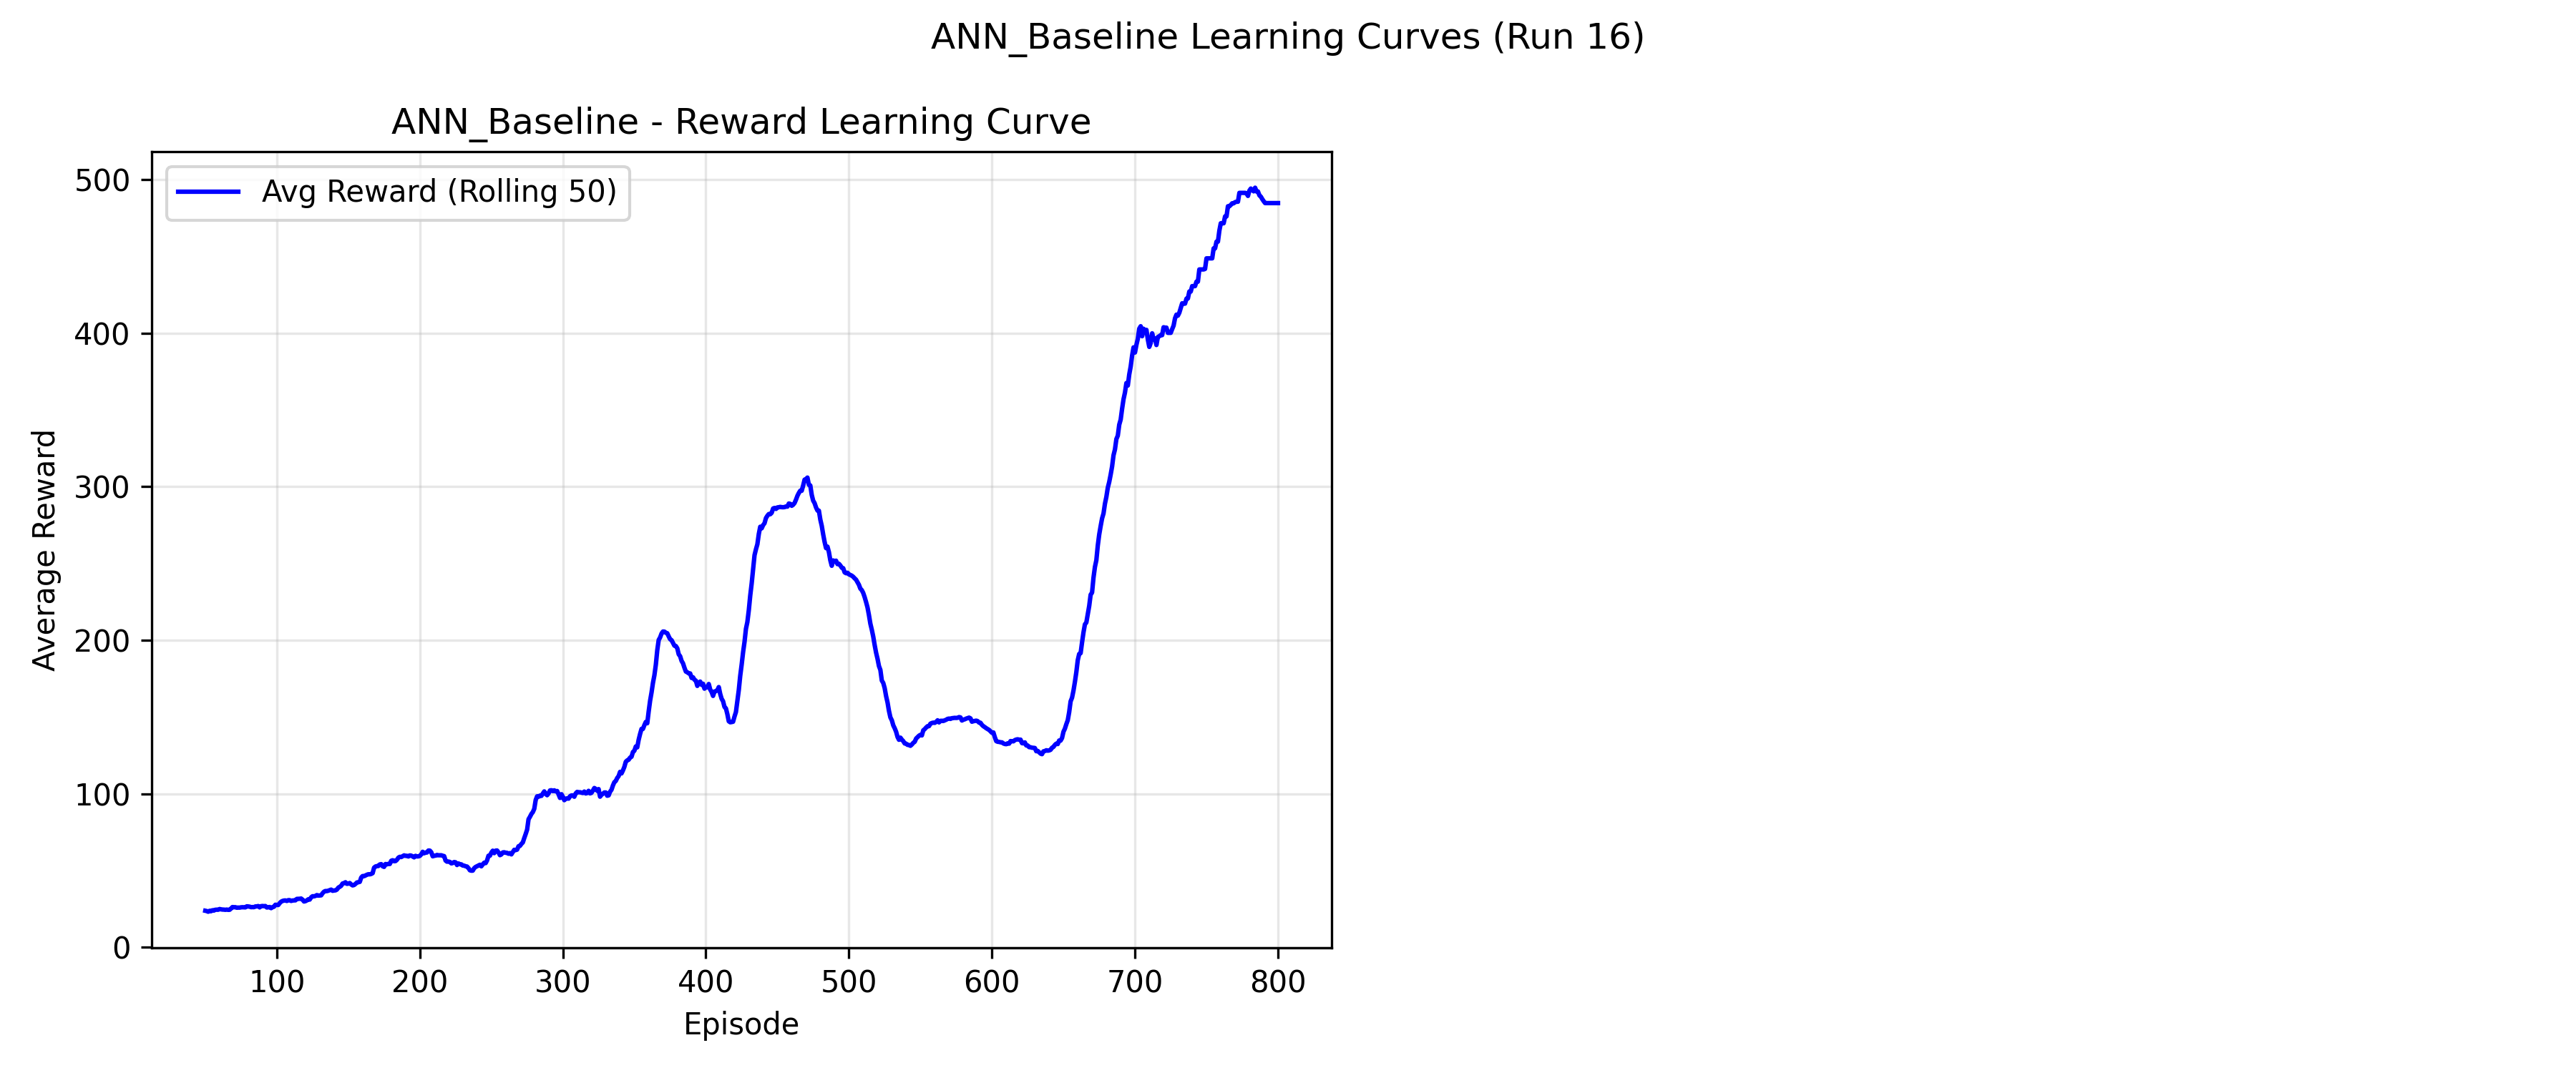 ANN_Baseline Learning Curves (Run 16)
ANN_Baseline - Reward Learning Curve
Avg Reward (Rolling 50)
500
400
300
200
100
0
Average Reward
100 200 300 400 500 600 700 800
Episode